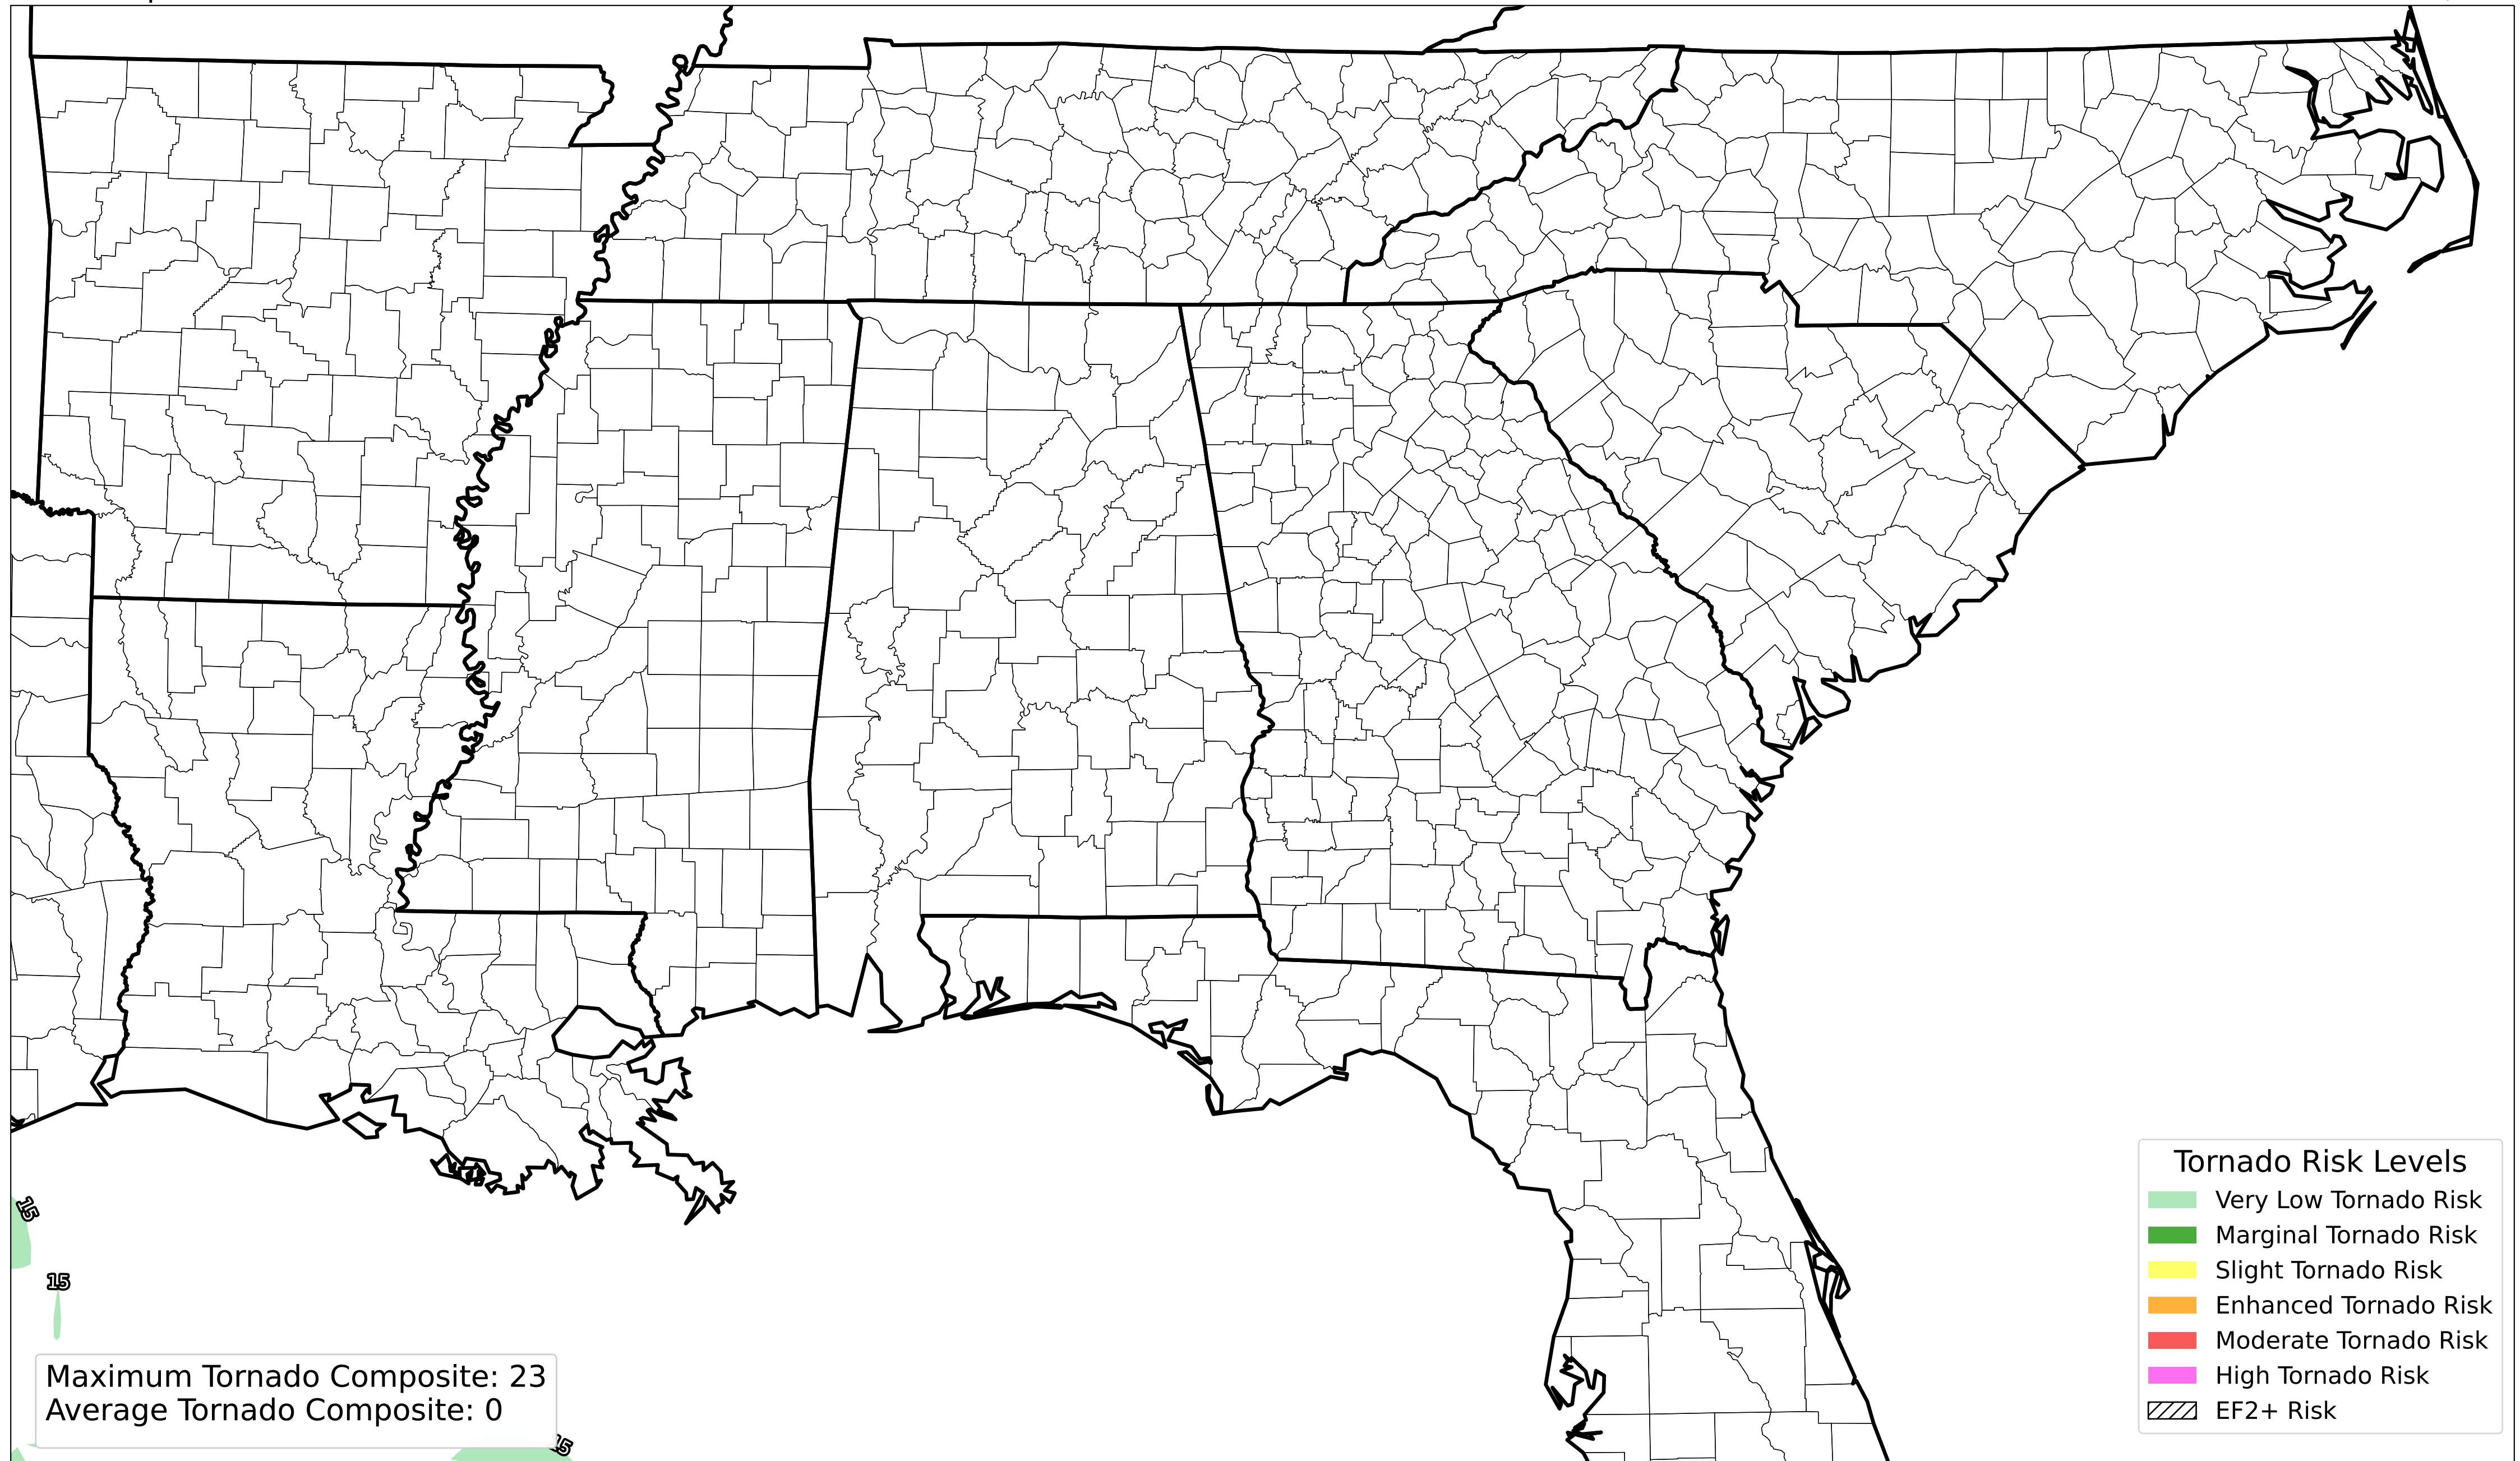 15
15
Maximum Tornado Composite: 23
Average Tornado Composite: 0
15
Tornado Risk Levels
Very Low Tornado Risk
Marginal Tornado Risk
Slight Tornado Risk
Enhanced Tornado Risk
Moderate Tornado Risk
High Tornado Risk
EF2+ Risk